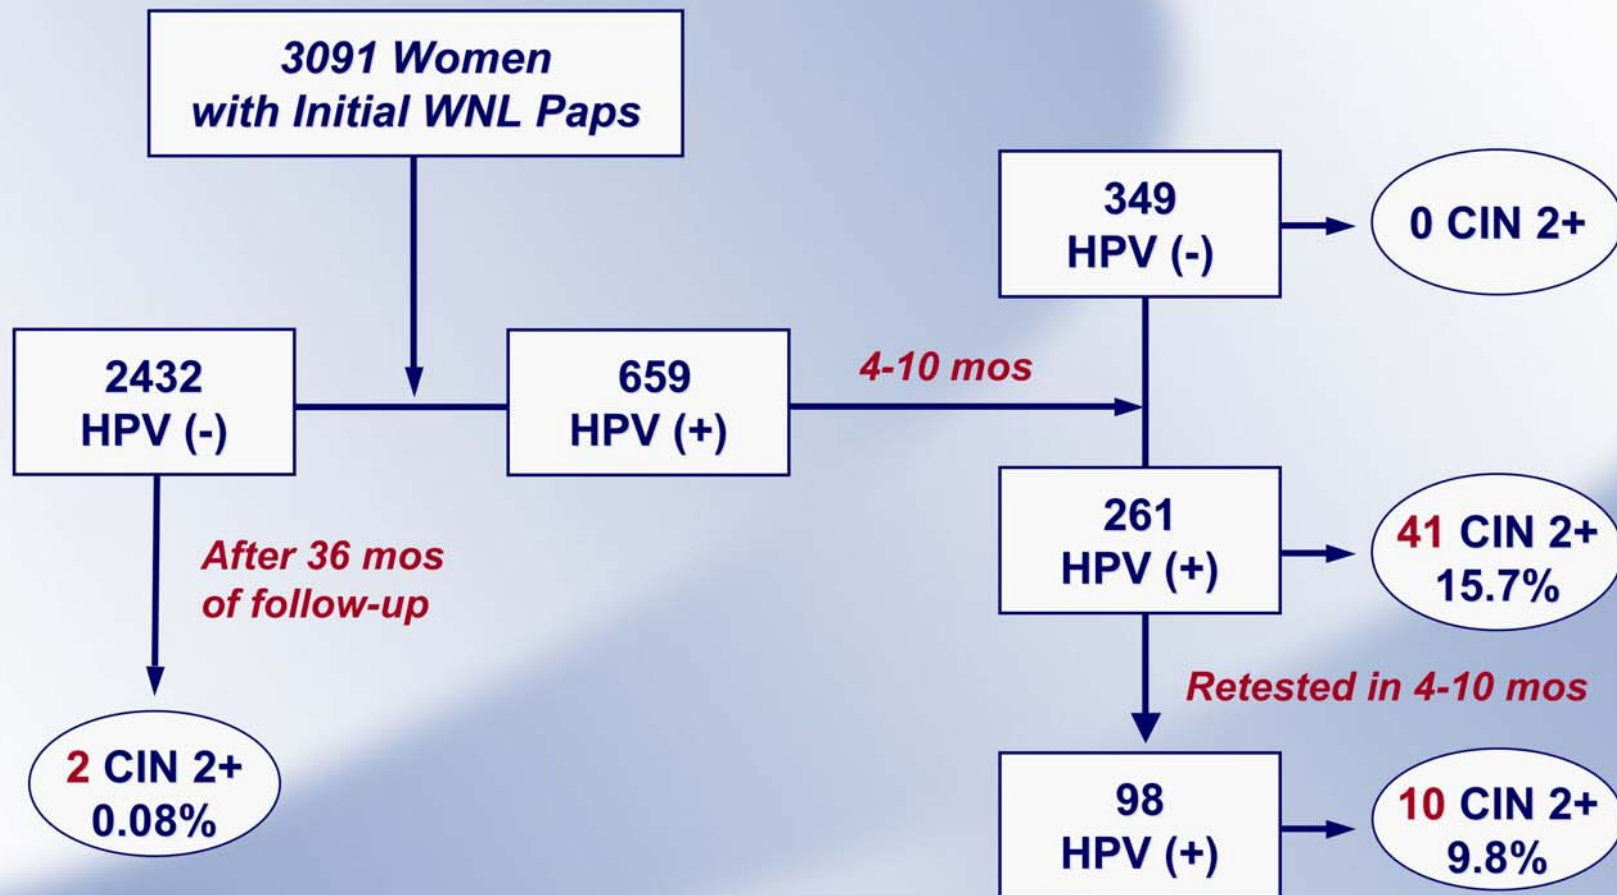 3091 Women
with Initial WNL Paps
349
HPV (-)
0 CIN 2+
2432
HPV (-)
659
HPV (+)
4-10 mos
261
HPV (+)
41 CIN 2+
15.7%
After 36 mos
of follow-up
Retested in 4-10 mos
2 CIN 2+
0.08%
98
HPV (+)
10 CIN 2+
9.8%